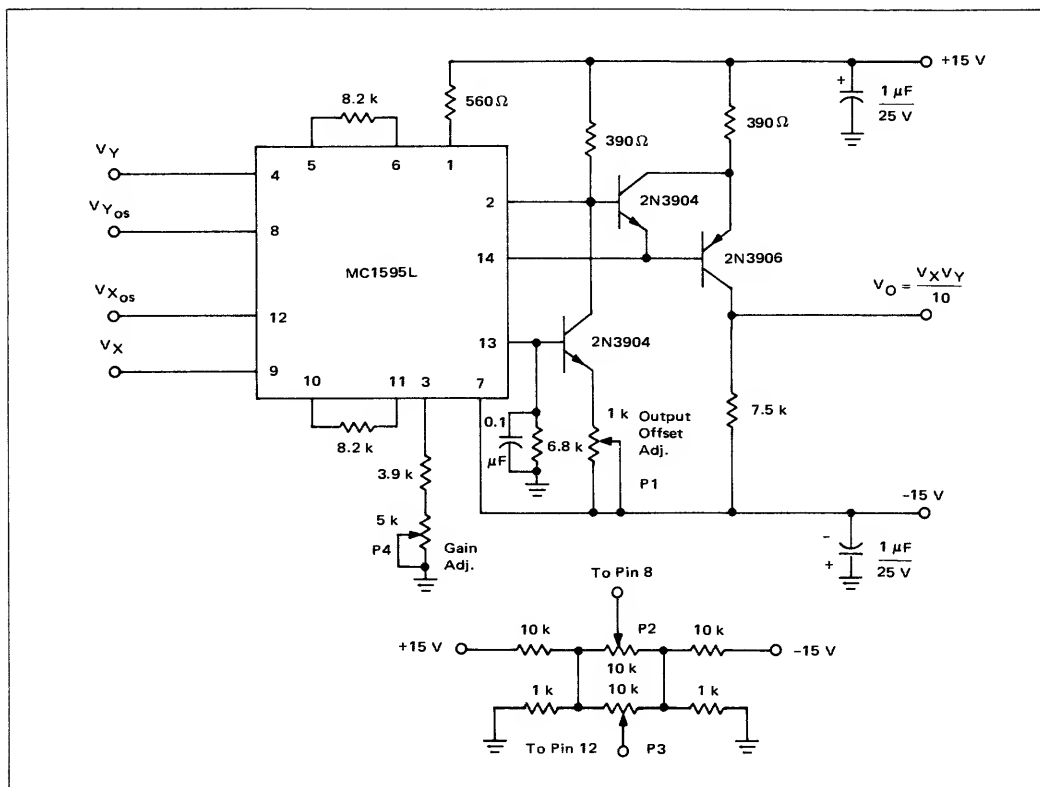 +15 V
8.2 k
560 Ω
390 Ω
390 Ω
+
1 μF
25 V
5
6
1
VY
4
2
2N3904
VYos
8
14
2N3906
MC1595L
VO = VXVY
10
VXos
12
13
2N3904
VX
9
10
11
3
7
8.2 k
0.1
μF
6.8 k
1 k
Output
Offset
Adj.
P1
7.5 k
3.9 k
5 k
P4
Gain
Adj.
-15 V
-
+
1 μF
25 V
To Pin 8
+15 V
10 k
P2
10 k
10 k
-15 V
1 k
10 k
1 k
To Pin 12
P3